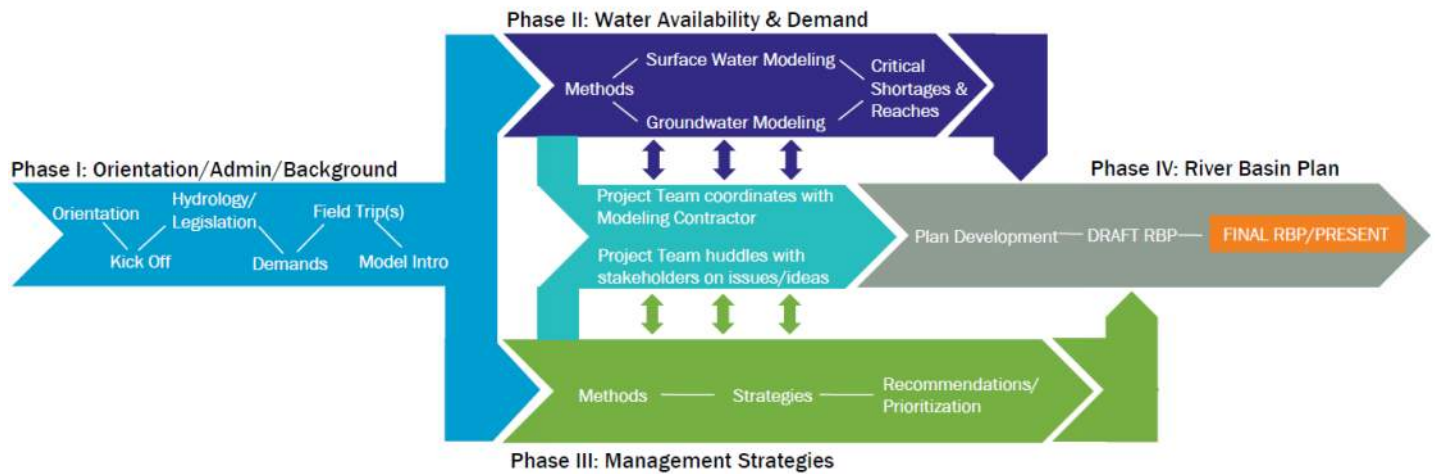 Phase II: Water Availability & Demand
Surface Water Modeling
Methods
Groundwater Modeling
Critical
Shortages &
Reaches
Phase I: Orientation/Admin/Background
Orientation
Kick Off
Hydrology/
Legislation
Demands
Field Trip(s)
Model Intro
Project Team coordinates with
Modeling Contractor
Project Team huddles with
stakeholders on issues/ideas
Phase IV: River Basin Plan
Plan Development
DRAFT RBP
FINAL RBP/PRESENT
Methods
Strategies
Recommendations/
Prioritization
Phase III: Management Strategies